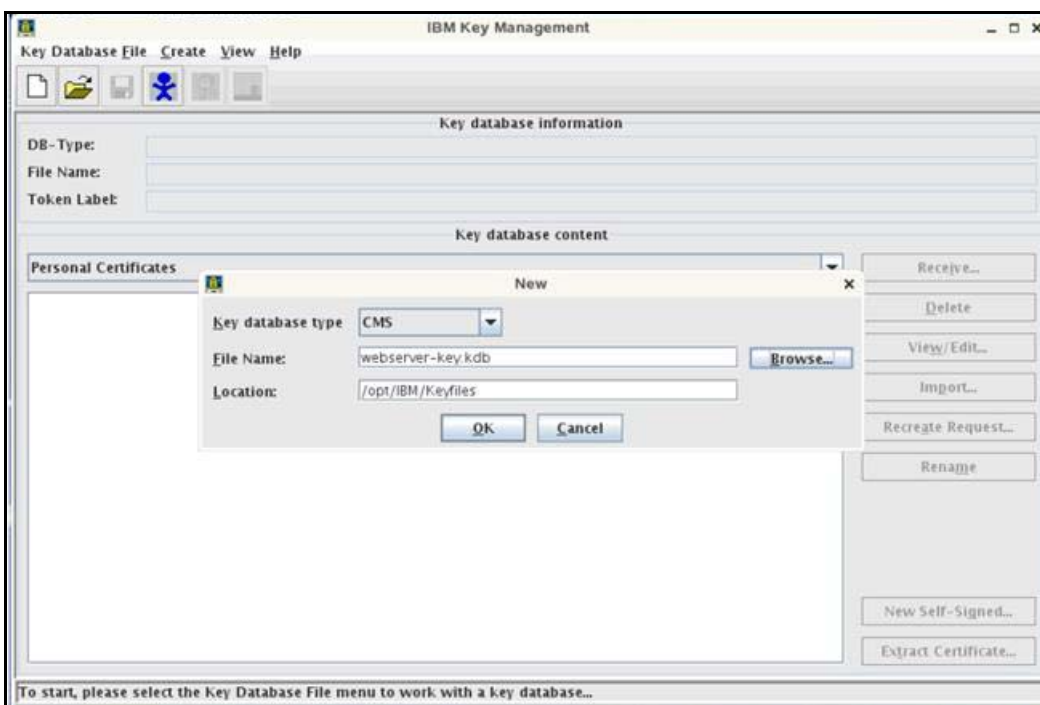 IBM Key Management
Key Database File Create View Help
Key database information
DB-Type:
File Name:
Token Label:
Key database content
Personal Certificates
Receive...
Delete
View/Edit...
Import...
Recreate Request...
Rename
New Self-Signed...
Extract Certificate...
New
Key database type CMS
File Name: webserver-key.kdb Browse...
Location: /opt/IBM/Keyfiles
OK Cancel
To start, please select the Key Database File menu to work with a key database...